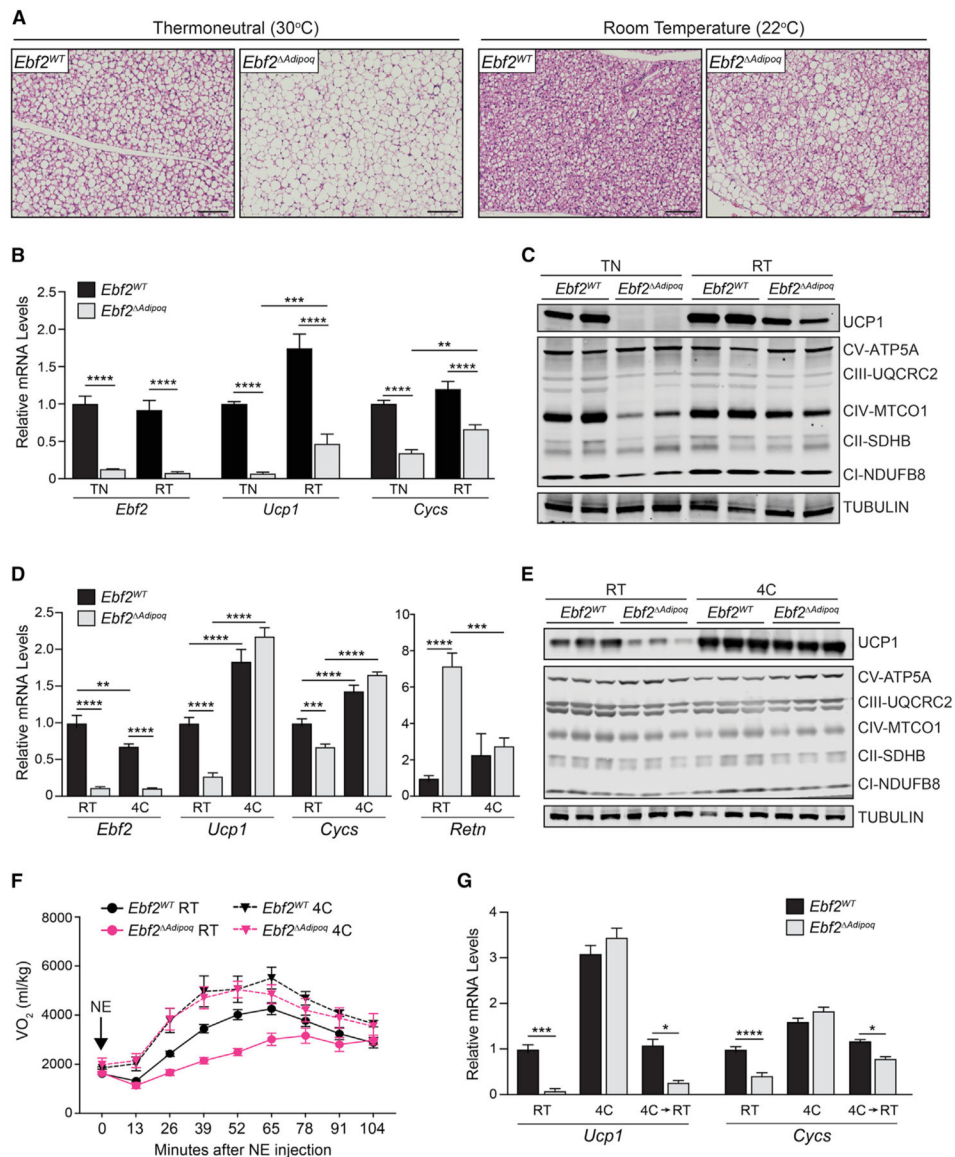 A
Thermoneutral (30°C)
Room Temperature (22°C)
Ebf2WT
Ebf2ΔAdipoq
Ebf2WT
Ebf2ΔAdipoq
B
Ebf2WT
Ebf2ΔAdipoq
Relative mRNA Levels
2.5
2.0
1.5
1.0
0.5
0
****
****
****
***
****
****
**
****
TN
RT
TN
RT
TN
RT
Ebf2
Ucp1
Cycs
C
TN
RT
Ebf2WT
Ebf2ΔAdipoq
Ebf2WT
Ebf2ΔAdipoq
UCP1
CV-ATP5A
CIII-UQCRC2
CIV-MTCO1
CII-SDHB
CI-NDUFB8
TUBULIN
D
Ebf2WT
Ebf2ΔAdipoq
Relative mRNA Levels
2.5
2.0
1.5
1.0
0.5
0
**
****
****
****
****
****
****
****
***
RT
4C
RT
4C
RT
4C
Ebf2
Ucp1
Cycs
10
8
6
4
2
0
****
***
RT
4C
Retn
E
RT
4C
Ebf2WT
Ebf2ΔAdipoq
Ebf2WT
Ebf2ΔAdipoq
UCP1
CV-ATP5A
CIII-UQCRC2
CIV-MTCO1
CII-SDHB
CI-NDUFB8
TUBULIN
F
Ebf2WT RT
Ebf2WT 4C
Ebf2ΔAdipoq RT
Ebf2ΔAdipoq 4C
VO2 (ml/kg)
8000
6000
4000
2000
0
NE
0 13 26 39 52 65 78 91 104
Minutes after NE injection
G
Ebf2WT
Ebf2ΔAdipoq
Relative mRNA Levels
4
3
2
1
0
***
*
****
*
RT
4C
4C→RT
RT
4C
4C→RT
Ucp1
Cycs